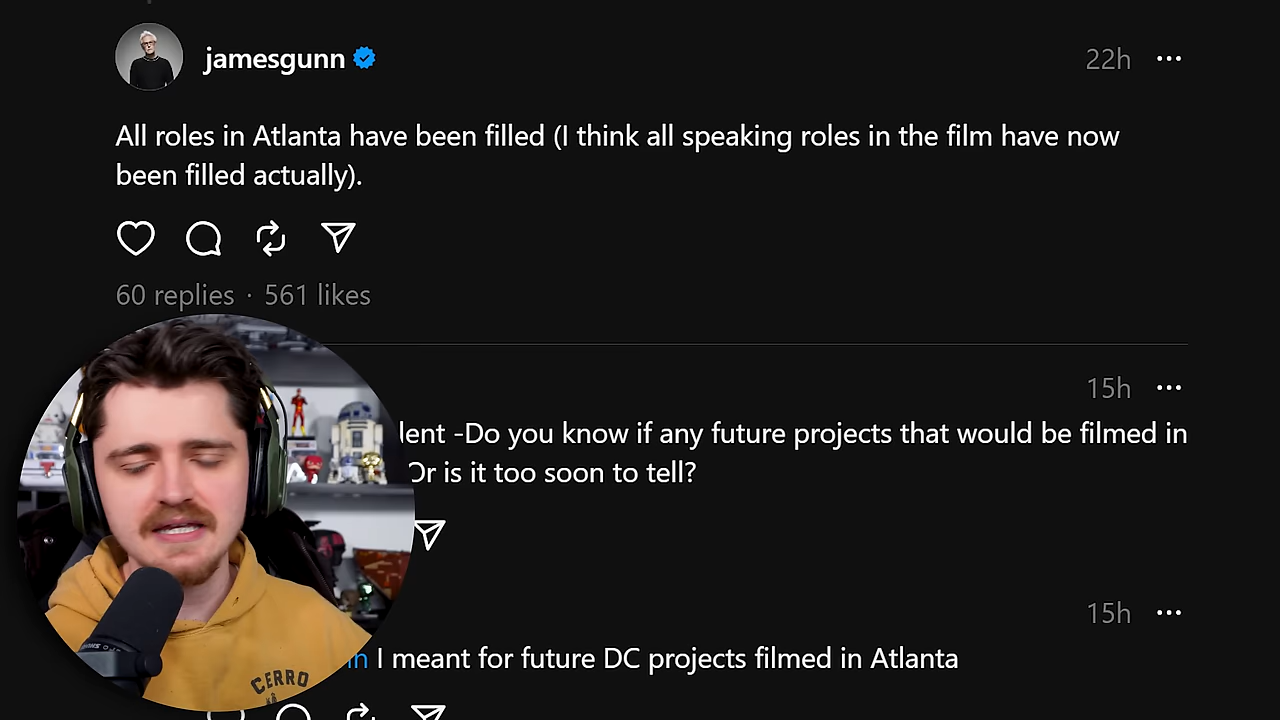 jamesgunn
22h
All roles in Atlanta have been filled (I think all speaking roles in the film have now
been filled actually).
60 replies · 561 likes
15h
-Do you know if any future projects that would be filmed in
Or is it too soon to tell?
15h
I meant for future DC projects filmed in Atlanta
CERRO